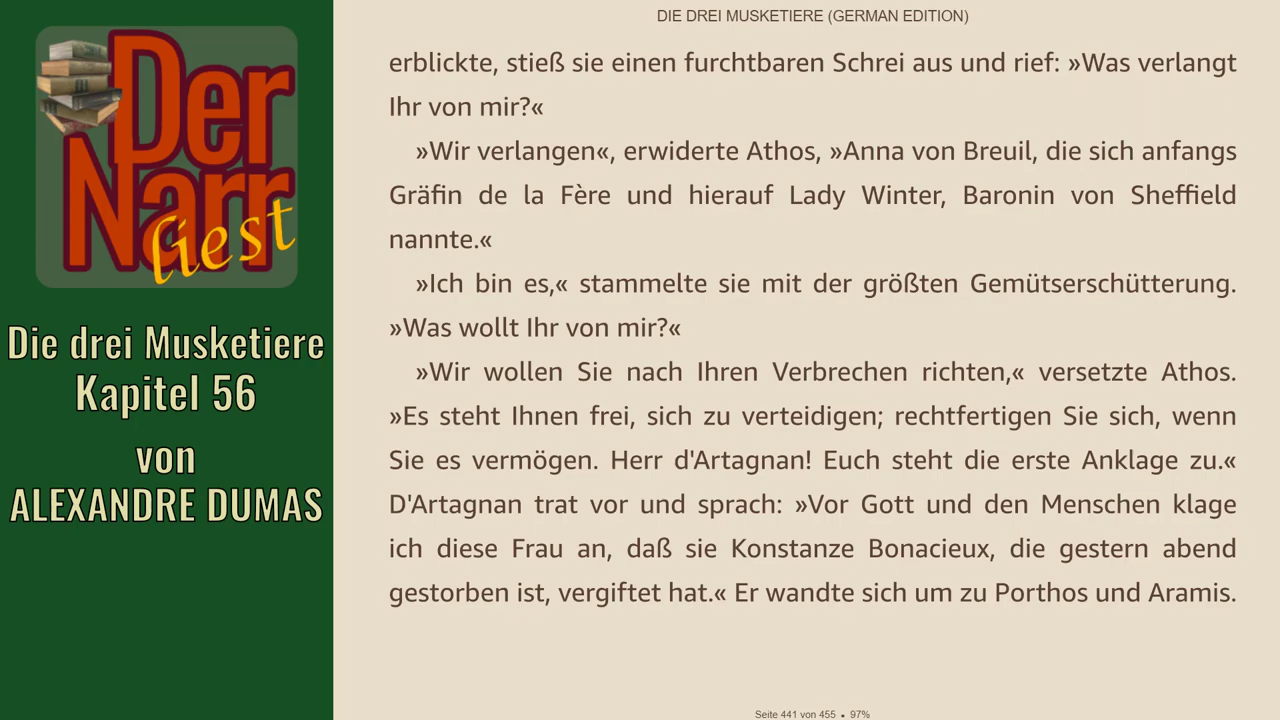 Der
Narr
liest
Die drei Musketiere
Kapitel 56
von
ALEXANDRE DUMAS
DIE DREI MUSKETIERE (GERMAN EDITION)
erblickte, stieß sie einen furchtbaren Schrei aus und rief: »Was verlangt
Ihr von mir?«
»Wir verlangen«, erwiderte Athos, »Anna von Breuil, die sich anfangs
Gräfin de la Fère und hierauf Lady Winter, Baronin von Sheffield
nannte.«
»Ich bin es,« stammelte sie mit der größten Gemütserschütterung.
»Was wollt Ihr von mir?«
»Wir wollen Sie nach Ihren Verbrechen richten,« versetzte Athos.
»Es steht Ihnen frei, sich zu verteidigen; rechtfertigen Sie sich, wenn
Sie es vermögen. Herr d'Artagnan! Euch steht die erste Anklage zu.«
D'Artagnan trat vor und sprach: »Vor Gott und den Menschen klage
ich diese Frau an, daß sie Konstanze Bonacieux, die gestern abend
gestorben ist, vergiftet hat.« Er wandte sich um zu Porthos und Aramis.
Seite 441 von 455 • 97%